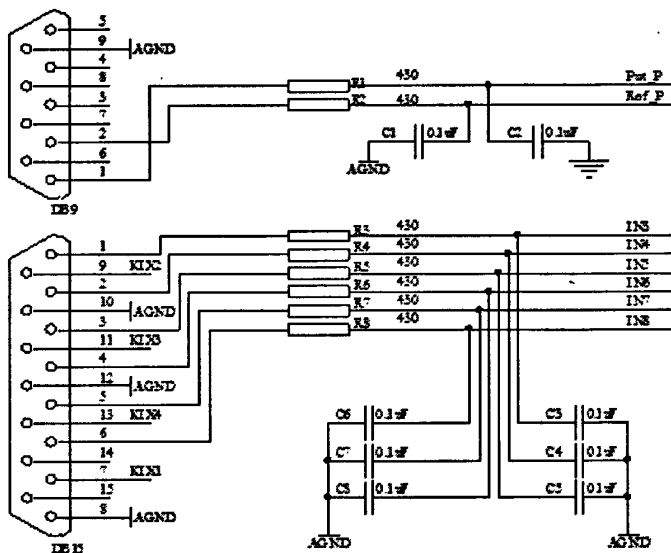 5
9 AGND
4
8
3
7
2
6
1
DB9
R1 430 Put_P
R2 430 Ref_P
C1 0.1uF
C2 0.1uF
AGND
1
9 KIX2
2
10 AGND
3
11 KIX3
4
12 AGND
5
13 KIX4
6
14
7 KIX1
15
8 AGND
DB15
R3 430 IN3
R4 430 IN4
R5 430 IN5
R6 430 IN6
R7 430 IN7
R8 430 IN8
C6 0.1uF C3 0.1uF
C7 0.1uF C4 0.1uF
C8 0.1uF C5 0.1uF
AGND AGND